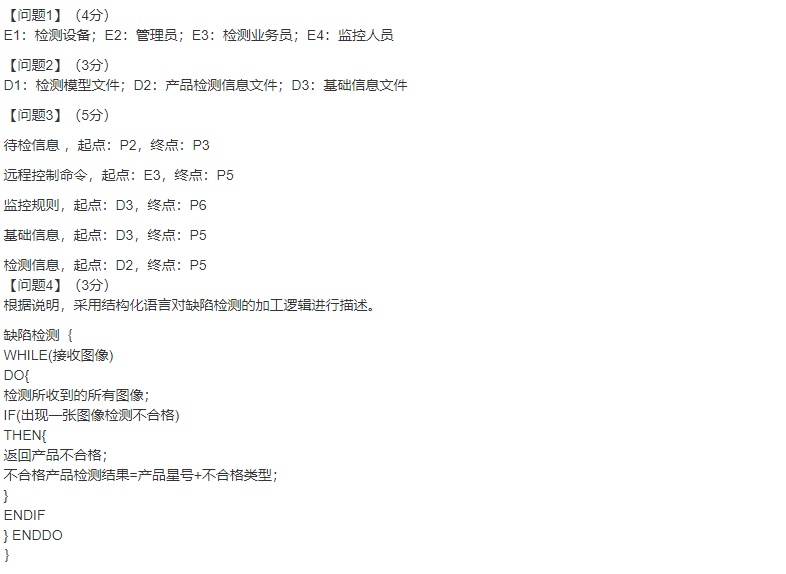 【问题1】（4分）
E1：检测设备；E2：管理员；E3：检测业务员；E4：监控人员
【问题2】（3分）
D1：检测模型文件；D2：产品检测信息文件；D3：基础信息文件
【问题3】（5分）
待检信息 ，起点：P2，终点：P3
远程控制命令，起点：E3，终点：P5
监控规则，起点：D3，终点：P6
基础信息，起点：D3，终点：P5
检测信息，起点：D2，终点：P5
【问题4】（3分）
根据说明，采用结构化语言对缺陷检测的加工逻辑进行描述。
缺陷检测｛
WHILE(接收图像)
DO{
检测所收到的所有图像；
IF(出现一张图像检测不合格)
THEN{
返回产品不合格；
不合格产品检测结果=产品星号+不合格类型；
}
ENDIF
} ENDDO
｝